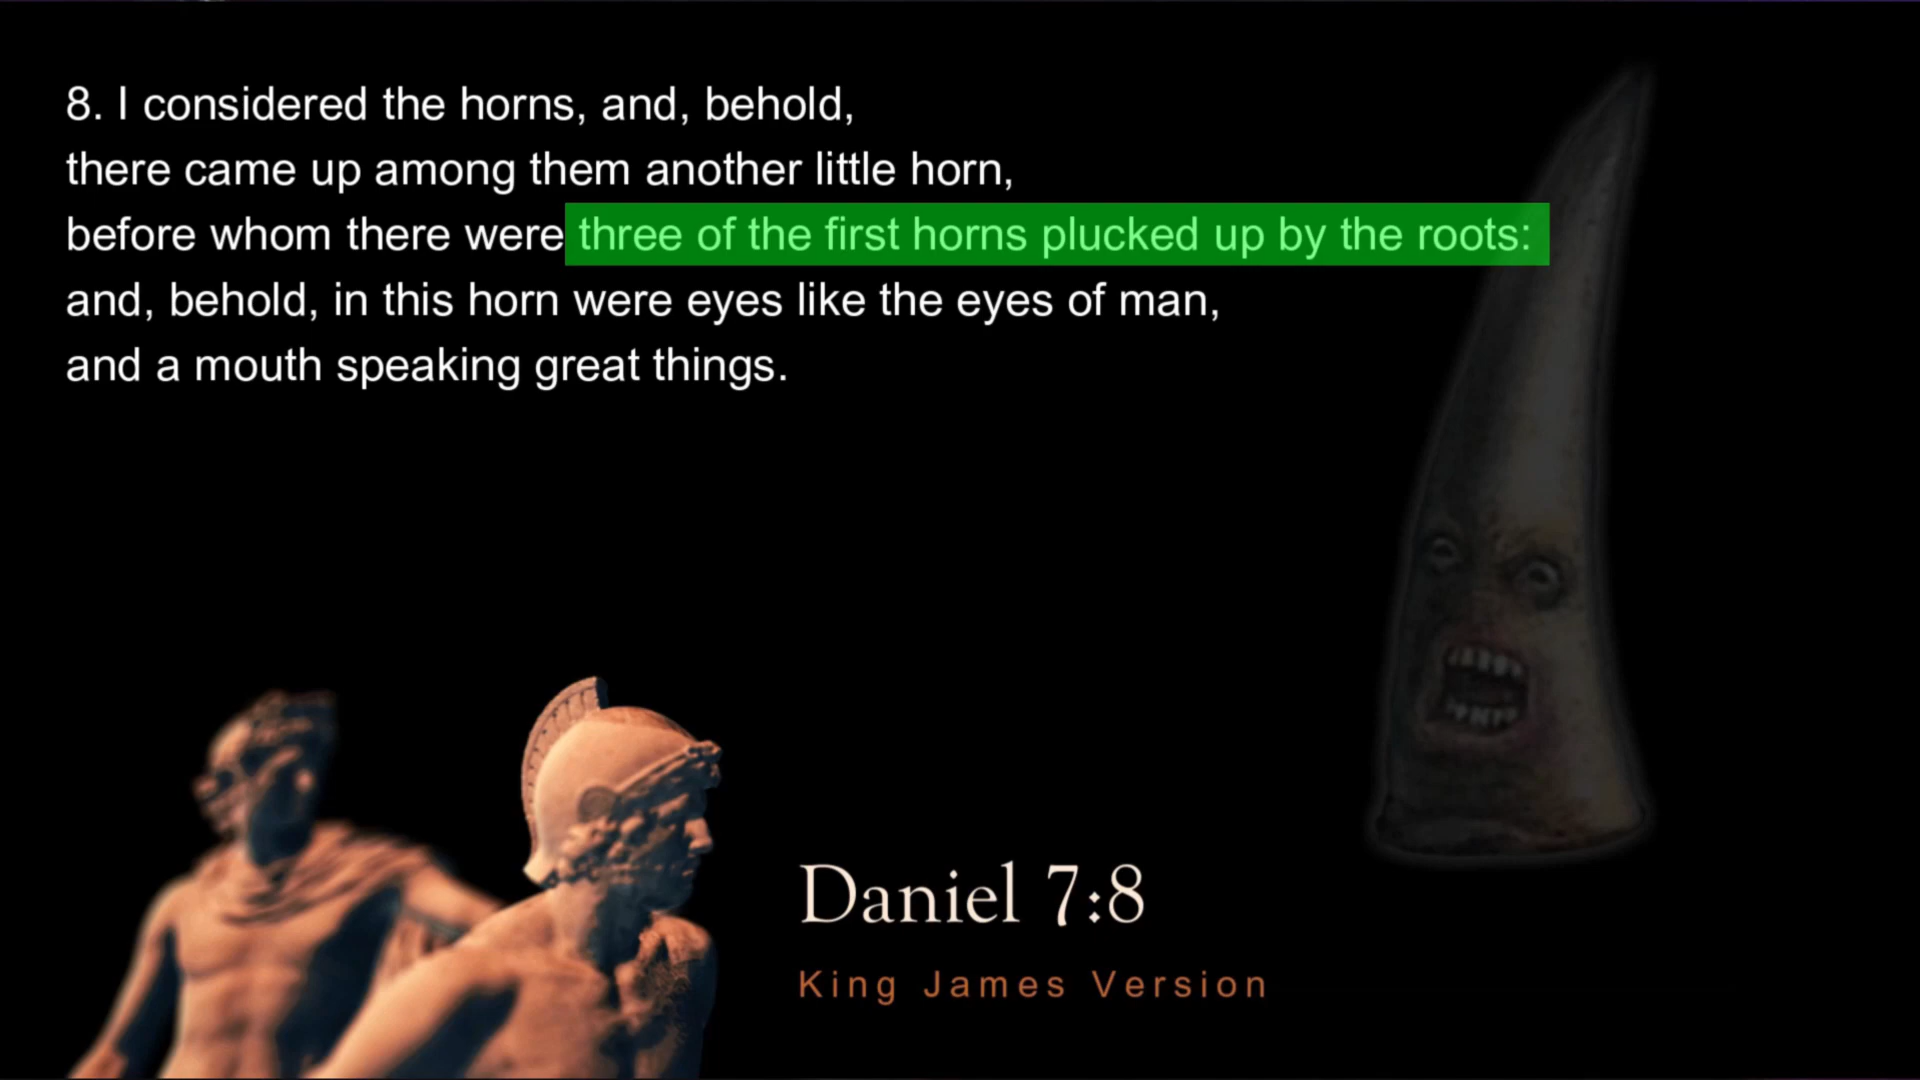 8. I considered the horns, and, behold,
there came up among them another little horn,
before whom there were three of the first horns plucked up by the roots:
and, behold, in this horn were eyes like the eyes of man,
and a mouth speaking great things.
Daniel 7:8
King James Version